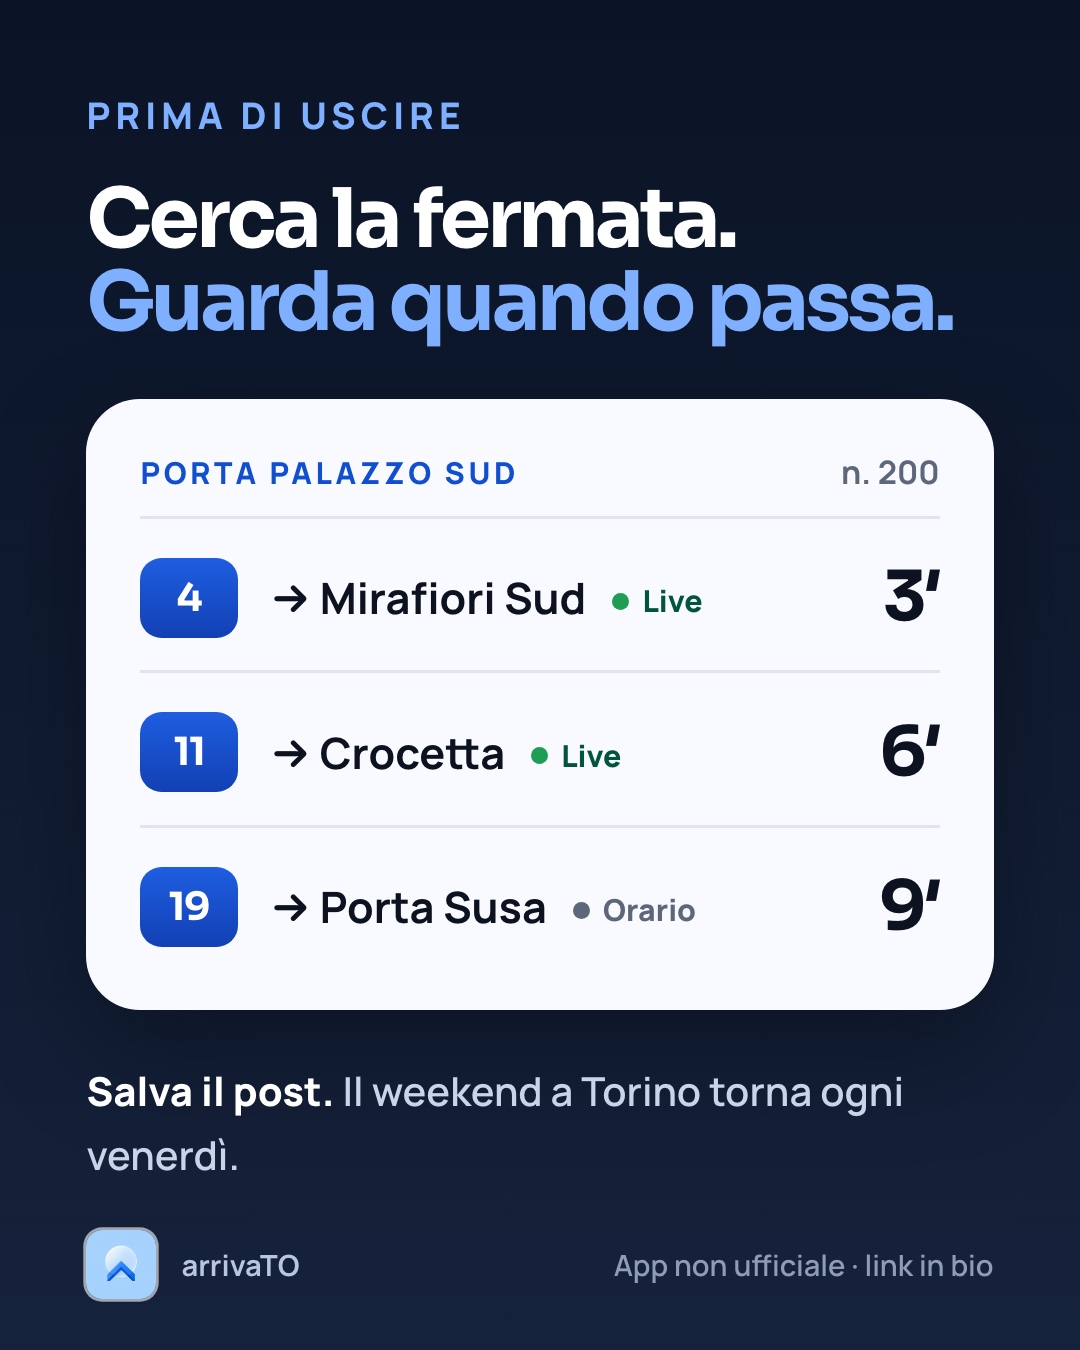 PRIMA DI USCIRE
Cerca la fermata.
Guarda quando passa.
PORTA PALAZZO SUD n. 200
4 → Mirafiori Sud • Live 3′
11 → Crocetta • Live 6′
19 → Porta Susa • Orario 9′
Salva il post. Il weekend a Torino torna ogni
venerdì.
arrivaTO App non ufficiale · link in bio